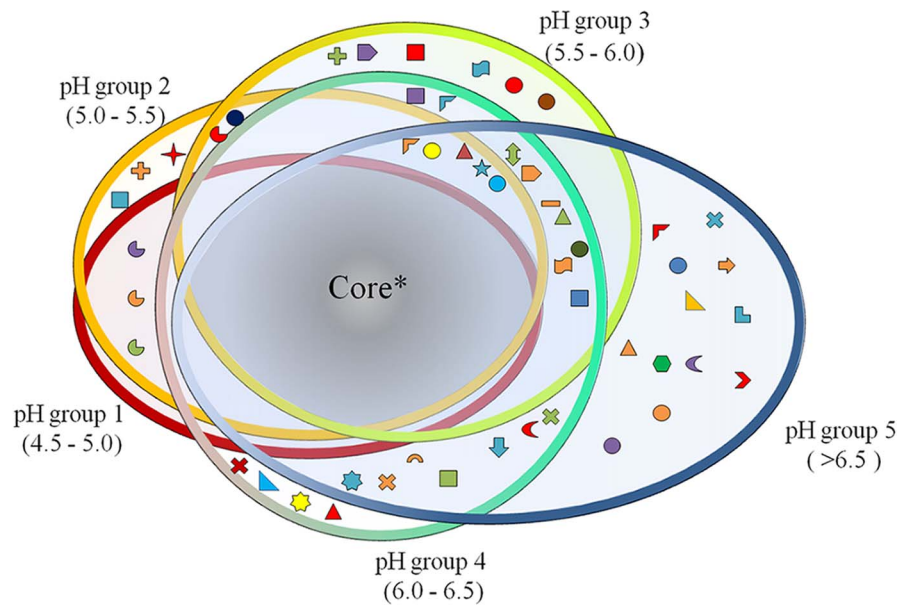 pH group 3
(5.5 - 6.0)
pH group 2
(5.0 - 5.5)
Core*
pH group 1
(4.5 - 5.0)
pH group 5
( >6.5 )
pH group 4
(6.0 - 6.5)